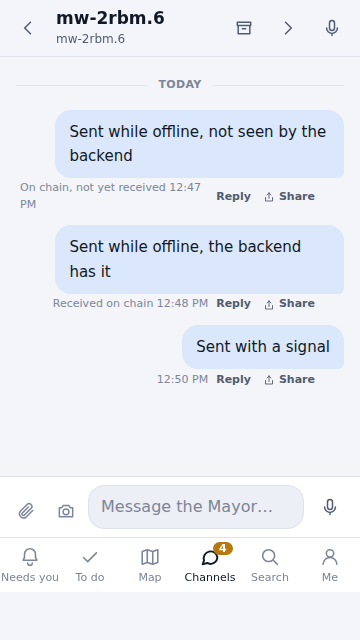 mw-2rbm.6
mw-2rbm.6
TODAY
Sent while offline, not seen by the
backend
On chain, not yet received 12:47
PM
Reply Share
Sent while offline, the backend
has it
Received on chain 12:48 PM Reply Share
Sent with a signal
12:50 PM Reply Share
Message the Mayor…
4
Needs you To do Map Channels Search Me